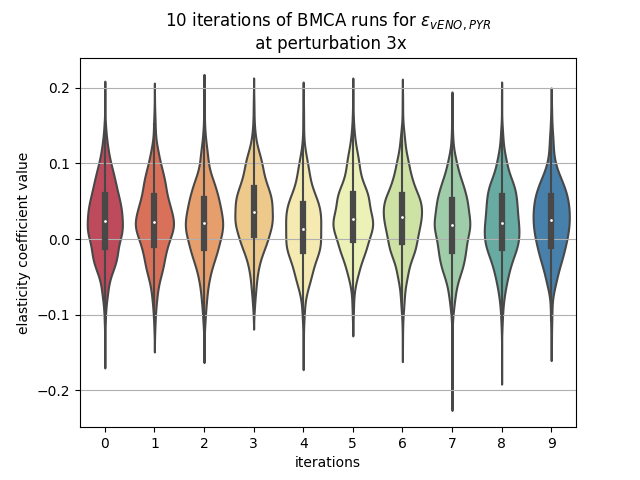 10 iterations of BMCA runs for $\varepsilon_{vENO,PYR}$
at perturbation 3x
elasticity coefficient value
0.2
0.1
0.0
−0.1
−0.2
0 1 2 3 4 5 6 7 8 9
iterations